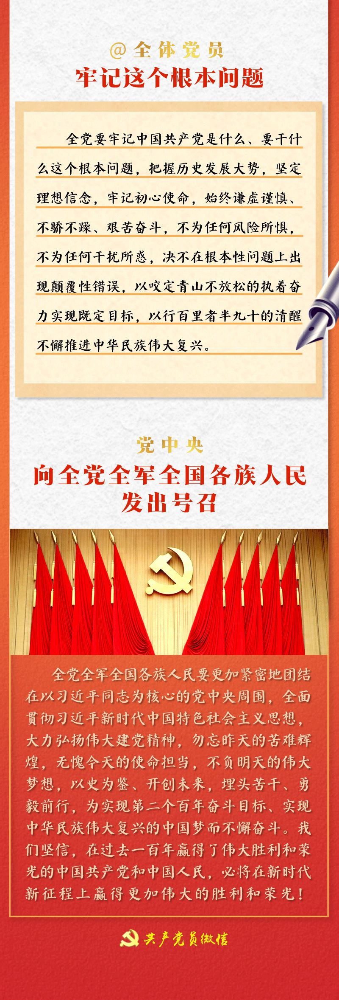 @全体党员
牢记这个根本问题
全党要牢记中国共产党是什么、要干什
么这个根本问题，把握历史发展大势，坚定
理想信念，牢记初心使命，始终谦虚谨慎、
不骄不躁、艰苦奋斗，不为任何风险所惧，
不为任何干扰所惑，决不在根本性问题上出
现颠覆性错误，以咬定青山不放松的执着奋
力实现既定目标，以行百里者半九十的清醒
不懈推进中华民族伟大复兴。
党中央
向全党全军全国各族人民
发出号召
全党全军全国各族人民要更加紧密地团结
在以习近平同志为核心的党中央周围，全面
贯彻习近平新时代中国特色社会主义思想，
大力弘扬伟大建党精神，勿忘昨天的苦难辉
煌，无愧今天的使命担当，不负明天的伟大
梦想，以史为鉴、开创未来，埋头苦干、勇
毅前行，为实现第二个百年奋斗目标、实现
中华民族伟大复兴的中国梦而不懈奋斗。我
们坚信，在过去一百年赢得了伟大胜利和荣
光的中国共产党和中国人民，必将在新时代
新征程上赢得更加伟大的胜利和荣光！
共产党员微信